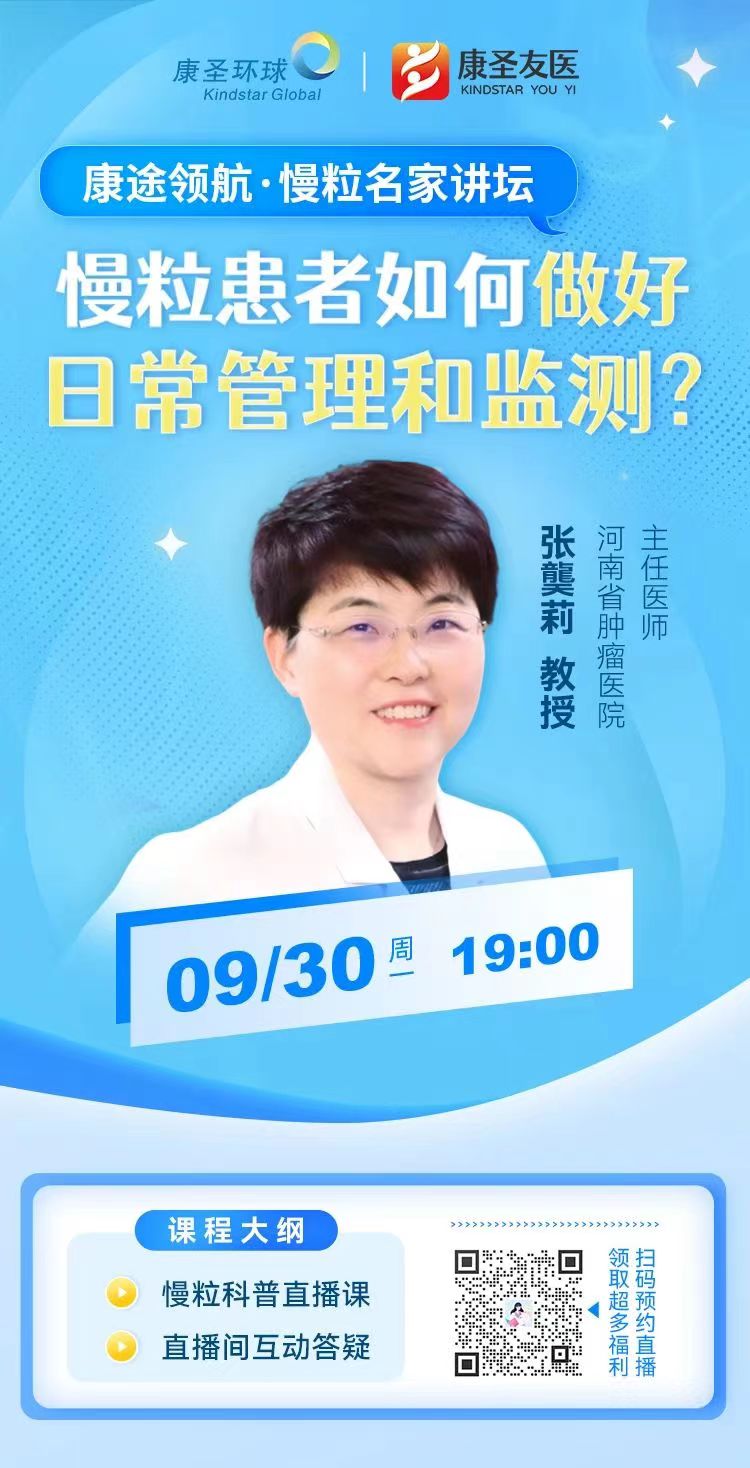 康圣环球
Kindstar Global
康圣友医
KINDSTAR YOU YI
康途领航·慢粒名家讲坛
慢粒患者如何做好
日常管理和监测?
主任医师
河南省肿瘤医院
张龑莉 教授
09/30 周一 19:00
课程大纲
慢粒科普直播课
直播间互动答疑
扫码预约直播
领取超多福利